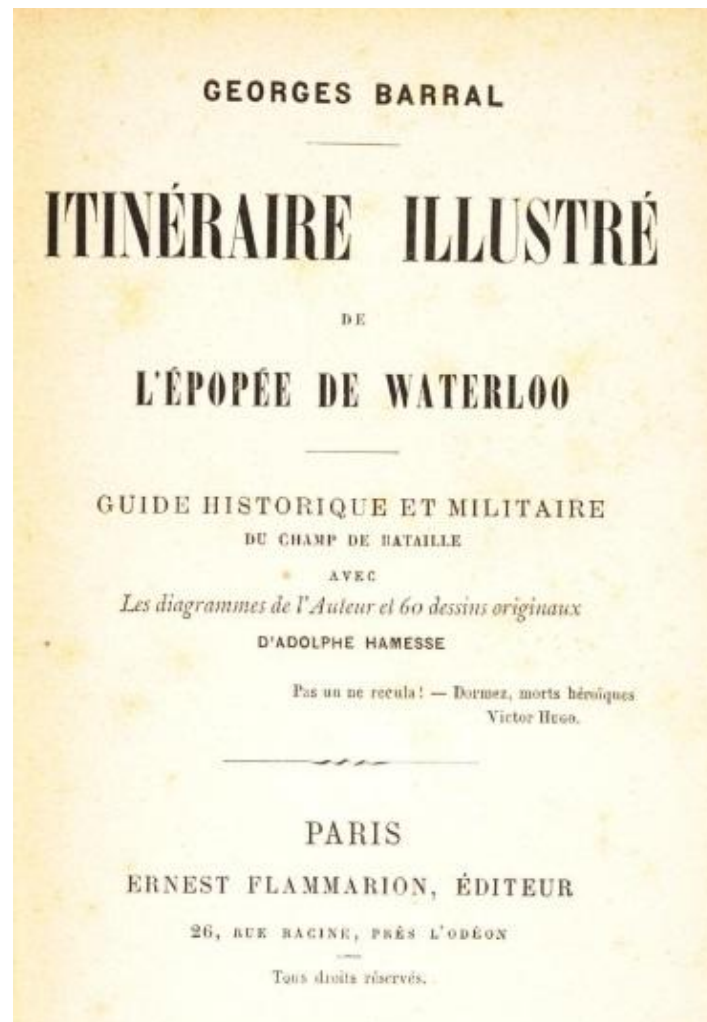 GEORGES BARRAL
ITINÉRAIRE ILLUSTRÉ
DE
L'ÉPOPÉE DE WATERLOO
GUIDE HISTORIQUE ET MILITAIRE
DU CHAMP DE BATAILLE
AVEC
Les diagrammes de l'Auteur et 60 dessins originaux
D'ADOLPHE HAMESSE
Pas un ne recula! — Dormez, morts héroïques
Victor Hugo.
PARIS
ERNEST FLAMMARION, ÉDITEUR
26, RUE RACINE, PRÈS L'ODÉON
Tous droits réservés.